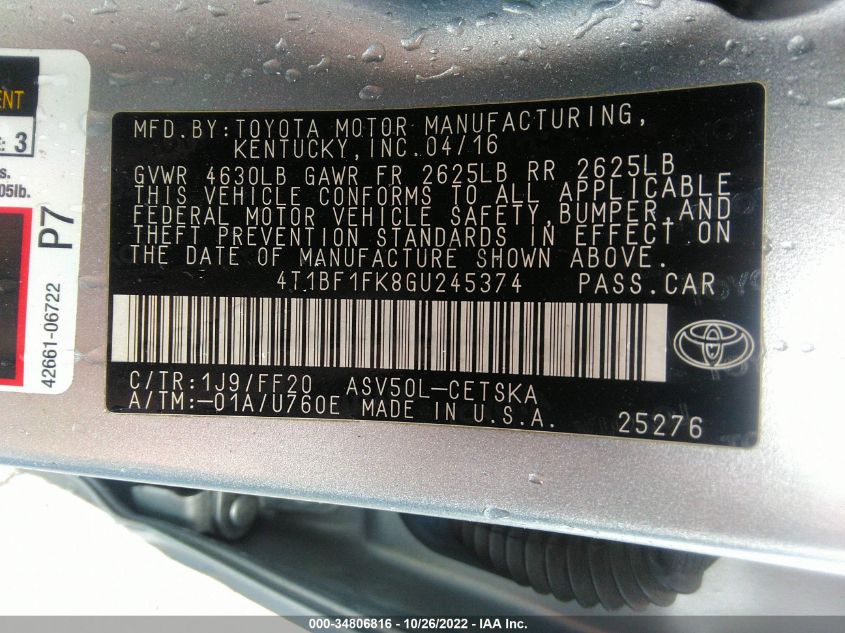 ENT
E: 3
s.
05lb.
P7
42661-06722
MFD.BY:TOYOTA MOTOR MANUFACTURING,
KENTUCKY,INC.04/16
GVWR 4630LB GAWR FR 2625LB RR 2625LB
THIS VEHICLE CONFORMS TO ALL APPLICABLE
FEDERAL MOTOR VEHICLE SAFETY,BUMPER,AND
THEFT PREVENTION STANDARDS IN EFFECT ON
THE DATE OF MANUFACTURE SHOWN ABOVE.
4T1BF1FK8GU245374 PASS.CAR
C/TR:1J9/FF20 ASV50L-CETSKA
A/TM:-01A/U760E MADE IN U.S.A. 25276
000-34806816 - 10/26/2022 - IAA Inc.